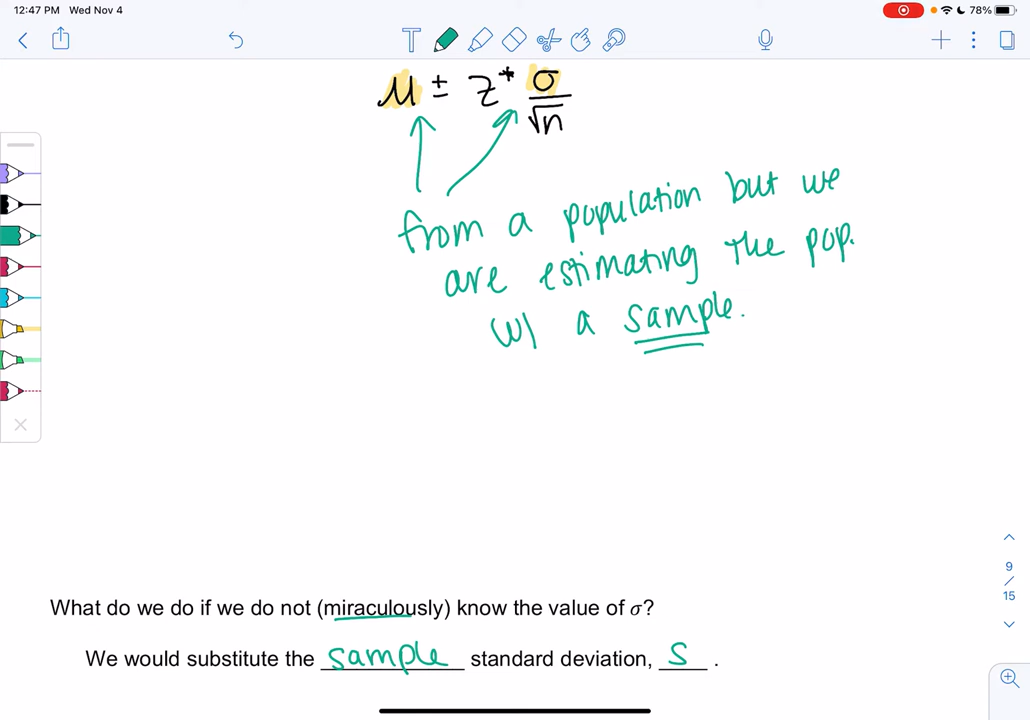 12:47 PM Wed Nov 4
78%
T
μ ± z* σ/√n
from a population but we
are estimating the pop.
w/ a sample.
9
/
15
What do we do if we do not (miraculously) know the value of σ?
We would substitute the sample standard deviation, s .